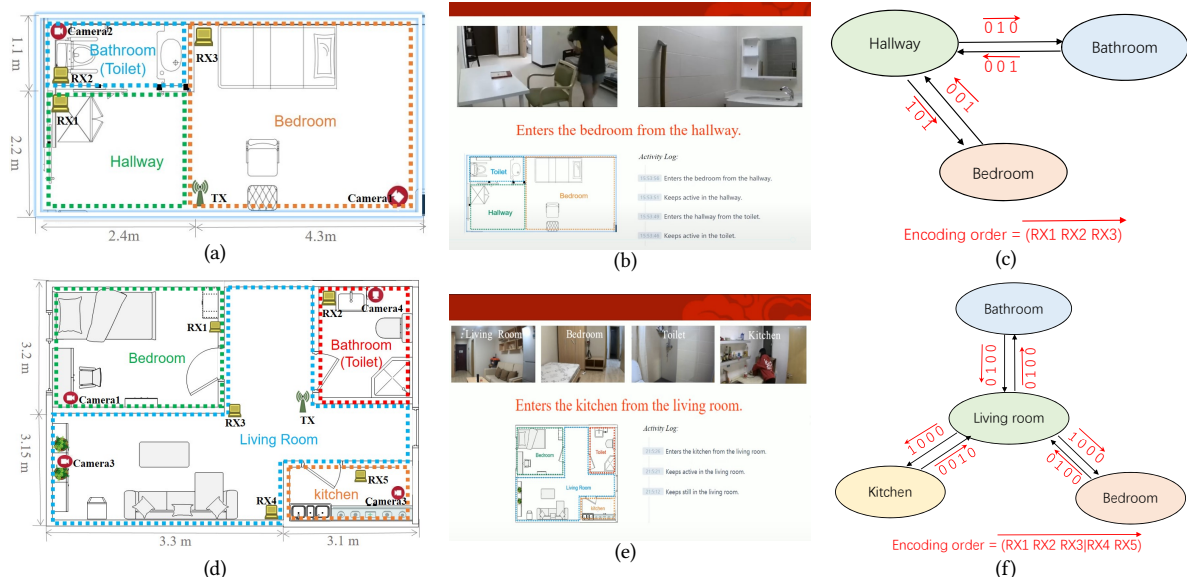 1.1 m
2.2 m
Camera2
Bathroom
(Toilet)
RX2
RX3
RX1
Bedroom
Hallway
TX
Camera1
2.4m
4.3m
(a)
Enters the bedroom from the hallway.
Activity Log:
Enters the bedroom from the hallway.
Keeps active in the hallway.
Enters the hallway from the toilet.
Keeps active in the toilet.
Toilet
Hallway
Bedroom
(b)
Hallway
Bathroom
Bedroom
0 1 0
0 0 1
0 0 1
1 0 1
Encoding order = (RX1 RX2 RX3)
(c)
3.2 m
3.15 m
RX1
RX2
Camera4
Bedroom
Bathroom
(Toilet)
Camera1
RX3
TX
Living Room
Camera3
RX5
kitchen
Camera5
RX4
3.3 m
3.1 m
(d)
Living Room
Bedroom
Toilet
Kitchen
Enters the kitchen from the living room.
Activity Log:
Enters the kitchen from the living room.
Keeps active in the living room.
Keeps still in the living room.
Bedroom
Toilet
Living Room
kitchen
(e)
Bathroom
0 1 0 0
0 1 0 0
Living room
1 0 0 0
0 0 1 0
1 0 0 0
0 1 0 0
Kitchen
Bedroom
Encoding order = (RX1 RX2 RX3|RX4 RX5)
(f)